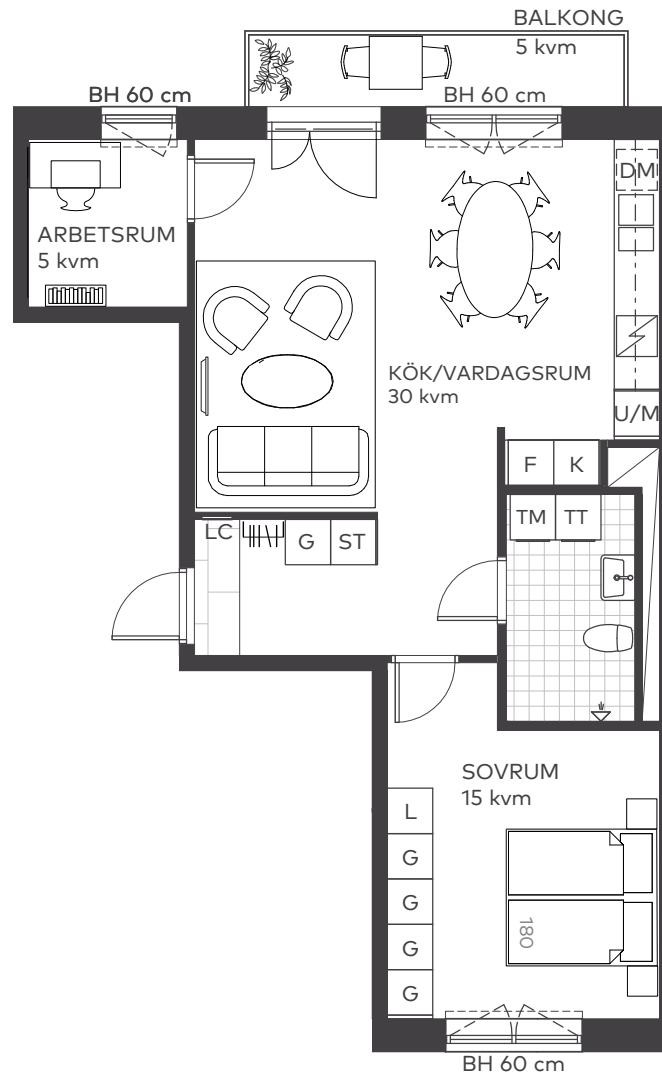 BALKONG
5 kvm
BH 60 cm
BH 60 cm
DM
ARBETSRUM
5 kvm
KÖK/VARDAGSRUM
30 kvm
U/M
F
K
TM
TT
LC
G
ST
SOVRUM
15 kvm
L
G
G
G
G
180
BH 60 cm